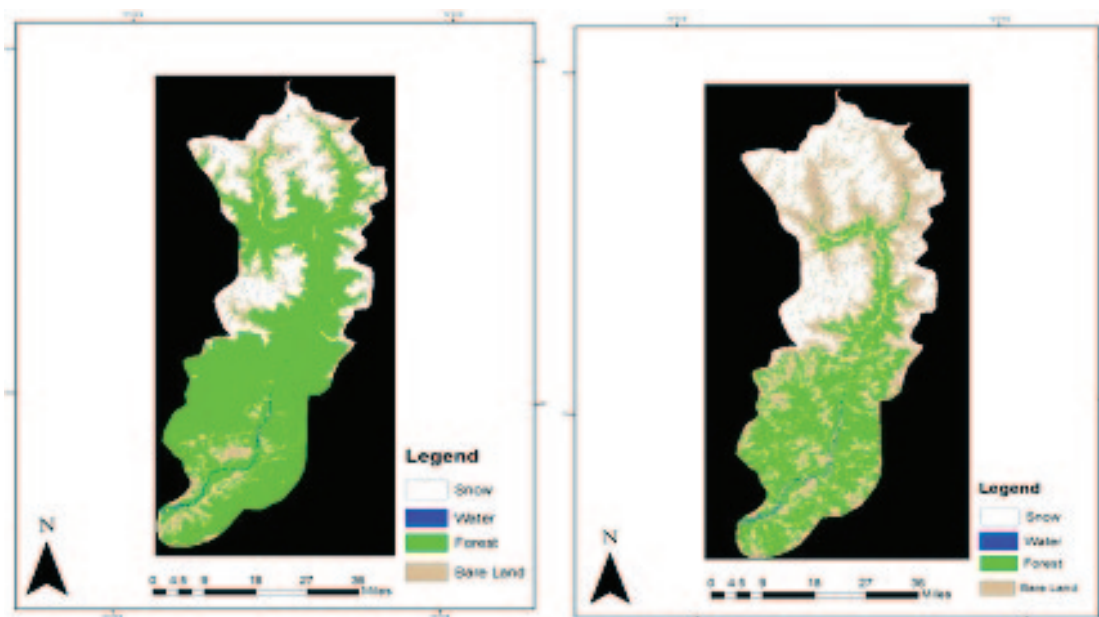 N
Legend
Snow
Water
Forest
Bare Land
0 4.5 9 18 27 36
Miles
N
Legend
Snow
Water
Forest
Bare Land
0 4.5 9 18 27 36
Miles